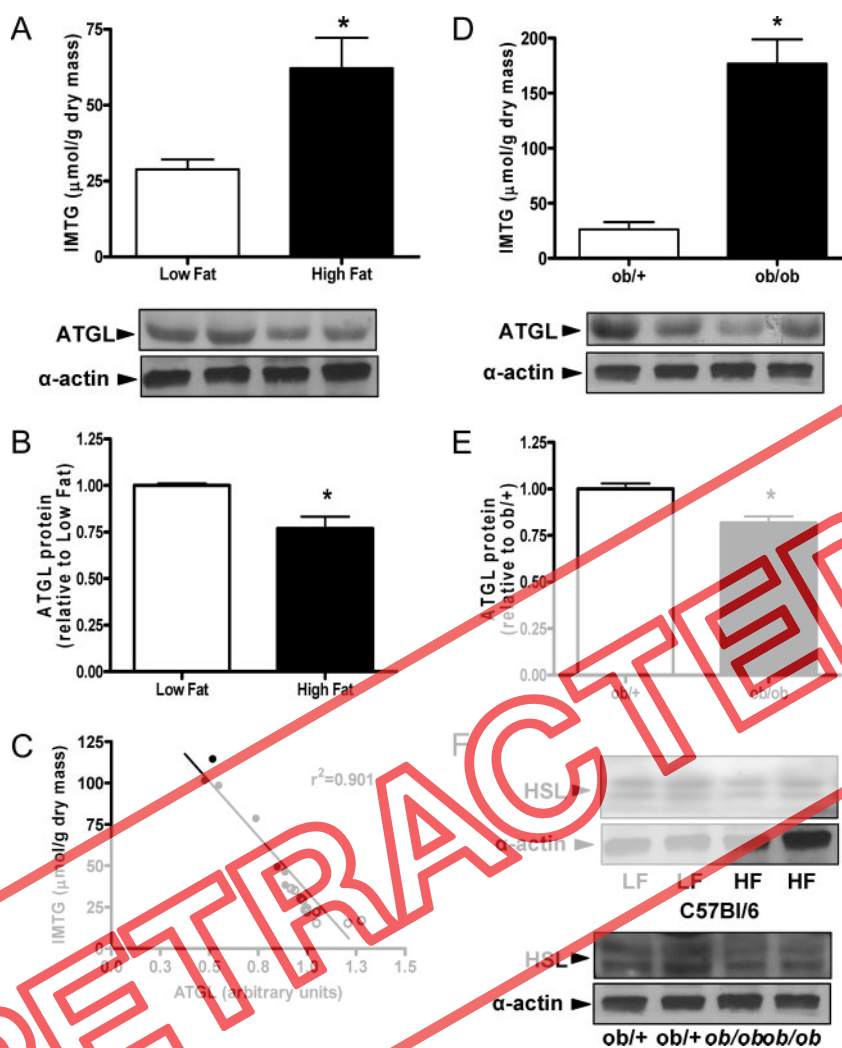 A
*
75
50
25
0
IMTG (μmol/g dry mass)
Low Fat High Fat
ATGL
α-actin
B
1.25
1.00
0.75
0.50
0.25
0.00
ATGL protein
(relative to Low Fat)
*
Low Fat High Fat
C
125
100
75
50
25
0
IMTG (μmol/g dry mass)
r²=0.901
0.0 0.3 0.5 0.8 1.0 1.3 1.5
ATGL (arbitrary units)
D
*
200
150
100
50
0
IMTG (μmol/g dry mass)
ob/+ ob/ob
ATGL
α-actin
E
1.25
1.00
0.75
0.50
0.25
0.00
ATGL protein
(relative to ob/+)
*
ob/+ ob/ob
F
HSL
α-actin
LF LF HF HF
C57Bl/6
HSL
α-actin
ob/+ ob/+ ob/ob ob/ob
RETRACTED